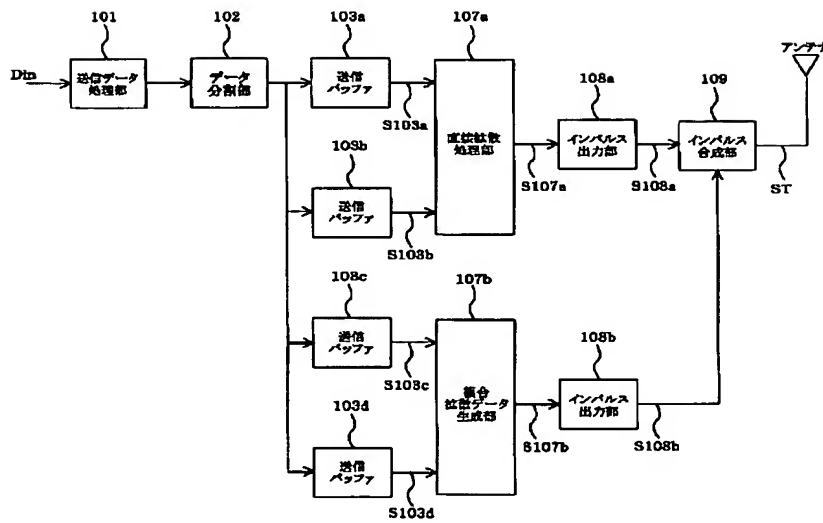 101
102
103a
107a
アンテナ
Din
送信データ
処理部
データ
分割部
送信
バッファ
S103a
直接拡散
処理部
108a
109
インパルス
出力部
インパルス
合成部
S107a
S108a
ST
103b
送信
バッファ
S103b
103c
107b
送信
バッファ
S103c
複合
拡散データ
生成部
108b
インパルス
出力部
S107b
S108b
103d
送信
バッファ
S103d